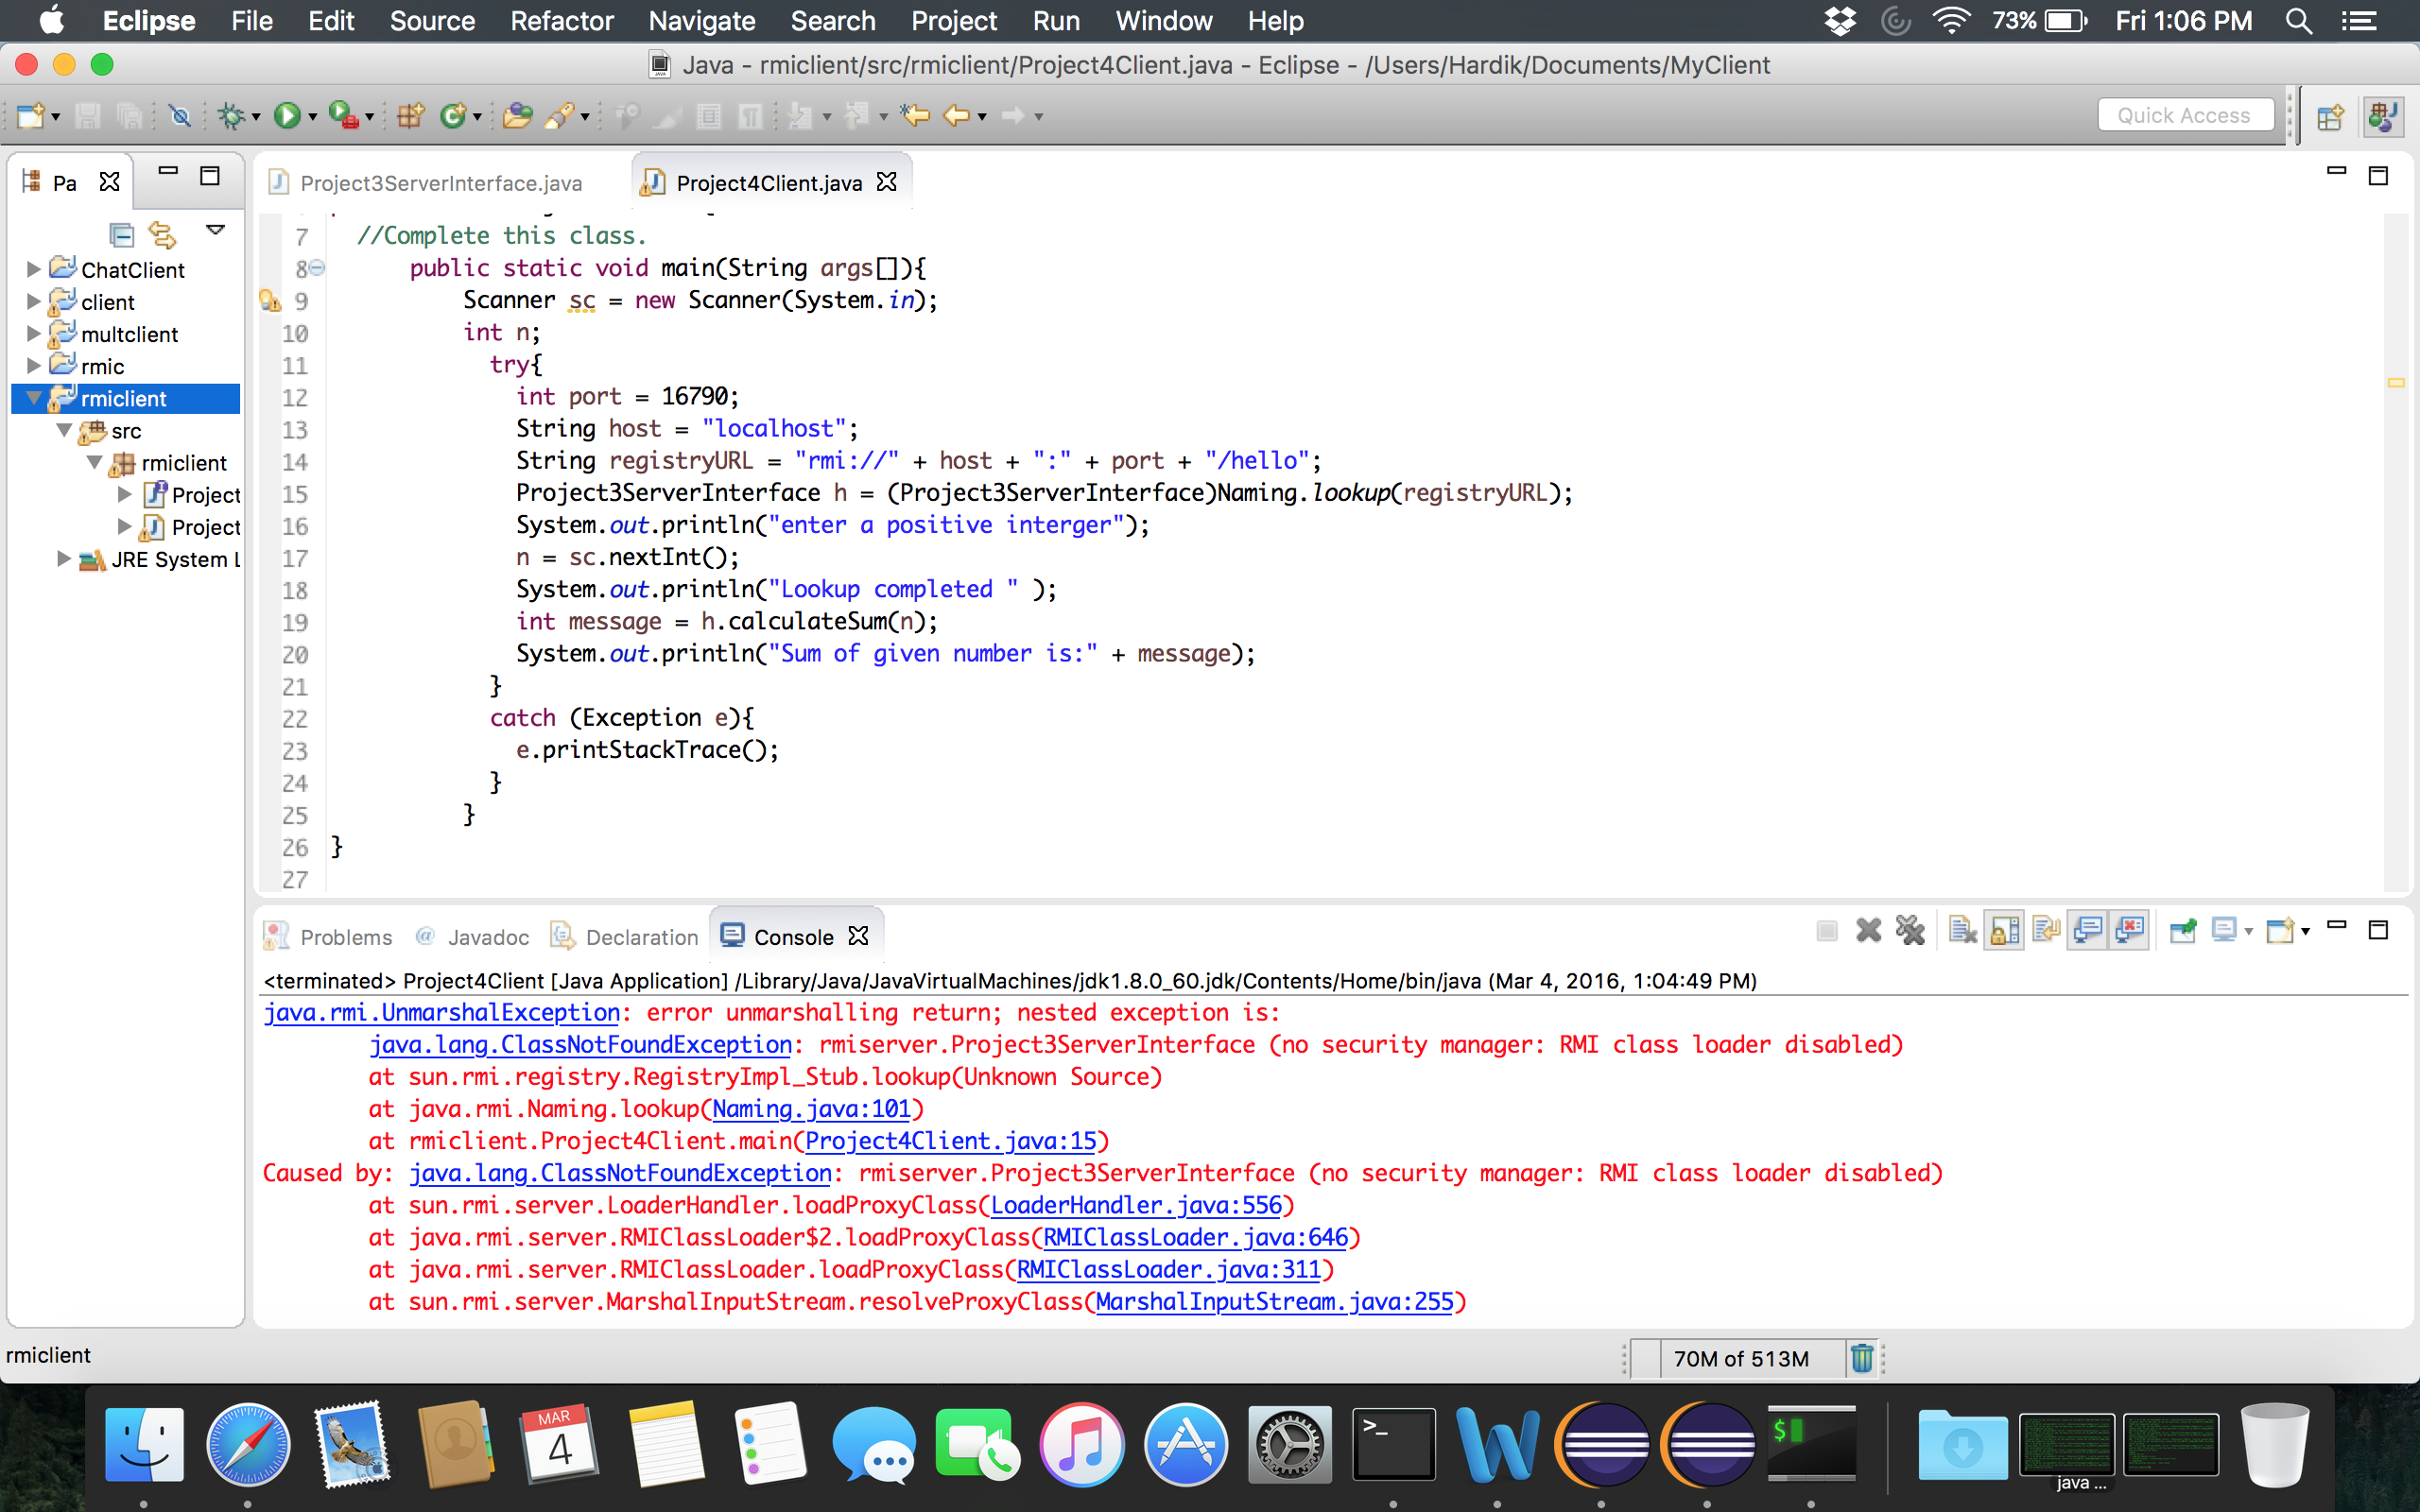 Eclipse File Edit Source Refactor Navigate Search Project Run Window Help 73% Fri 1:06 PM
Java - rmiclient/src/rmiclient/Project4Client.java - Eclipse - /Users/Hardik/Documents/MyClient
Quick Access
Pa
ChatClient
client
multclient
rmic
rmiclient
src
rmiclient
Project
Project
JRE System L
Project3ServerInterface.java Project4Client.java
7 //Complete this class.
8 public static void main(String args[]){
9 Scanner sc = new Scanner(System.in);
10 int n;
11 try{
12 int port = 16790;
13 String host = "localhost";
14 String registryURL = "rmi://" + host + ":" + port + "/hello";
15 Project3ServerInterface h = (Project3ServerInterface)Naming.lookup(registryURL);
16 System.out.println("enter a positive interger");
17 n = sc.nextInt();
18 System.out.println("Lookup completed " );
19 int message = h.calculateSum(n);
20 System.out.println("Sum of given number is:" + message);
21 }
22 catch (Exception e){
23 e.printStackTrace();
24 }
25 }
26 }
27
Problems @ Javadoc Declaration Console
<terminated> Project4Client [Java Application] /Library/Java/JavaVirtualMachines/jdk1.8.0_60.jdk/Contents/Home/bin/java (Mar 4, 2016, 1:04:49 PM)
java.rmi.UnmarshalException: error unmarshalling return; nested exception is:
java.lang.ClassNotFoundException: rmiserver.Project3ServerInterface (no security manager: RMI class loader disabled)
at sun.rmi.registry.RegistryImpl_Stub.lookup(Unknown Source)
at java.rmi.Naming.lookup(Naming.java:101)
at rmiclient.Project4Client.main(Project4Client.java:15)
Caused by: java.lang.ClassNotFoundException: rmiserver.Project3ServerInterface (no security manager: RMI class loader disabled)
at sun.rmi.server.LoaderHandler.loadProxyClass(LoaderHandler.java:556)
at java.rmi.server.RMIClassLoader$2.loadProxyClass(RMIClassLoader.java:646)
at java.rmi.server.RMIClassLoader.loadProxyClass(RMIClassLoader.java:311)
at sun.rmi.server.MarshalInputStream.resolveProxyClass(MarshalInputStream.java:255)
rmiclient
70M of 513M
MAR
4
>_
W
$
java ...